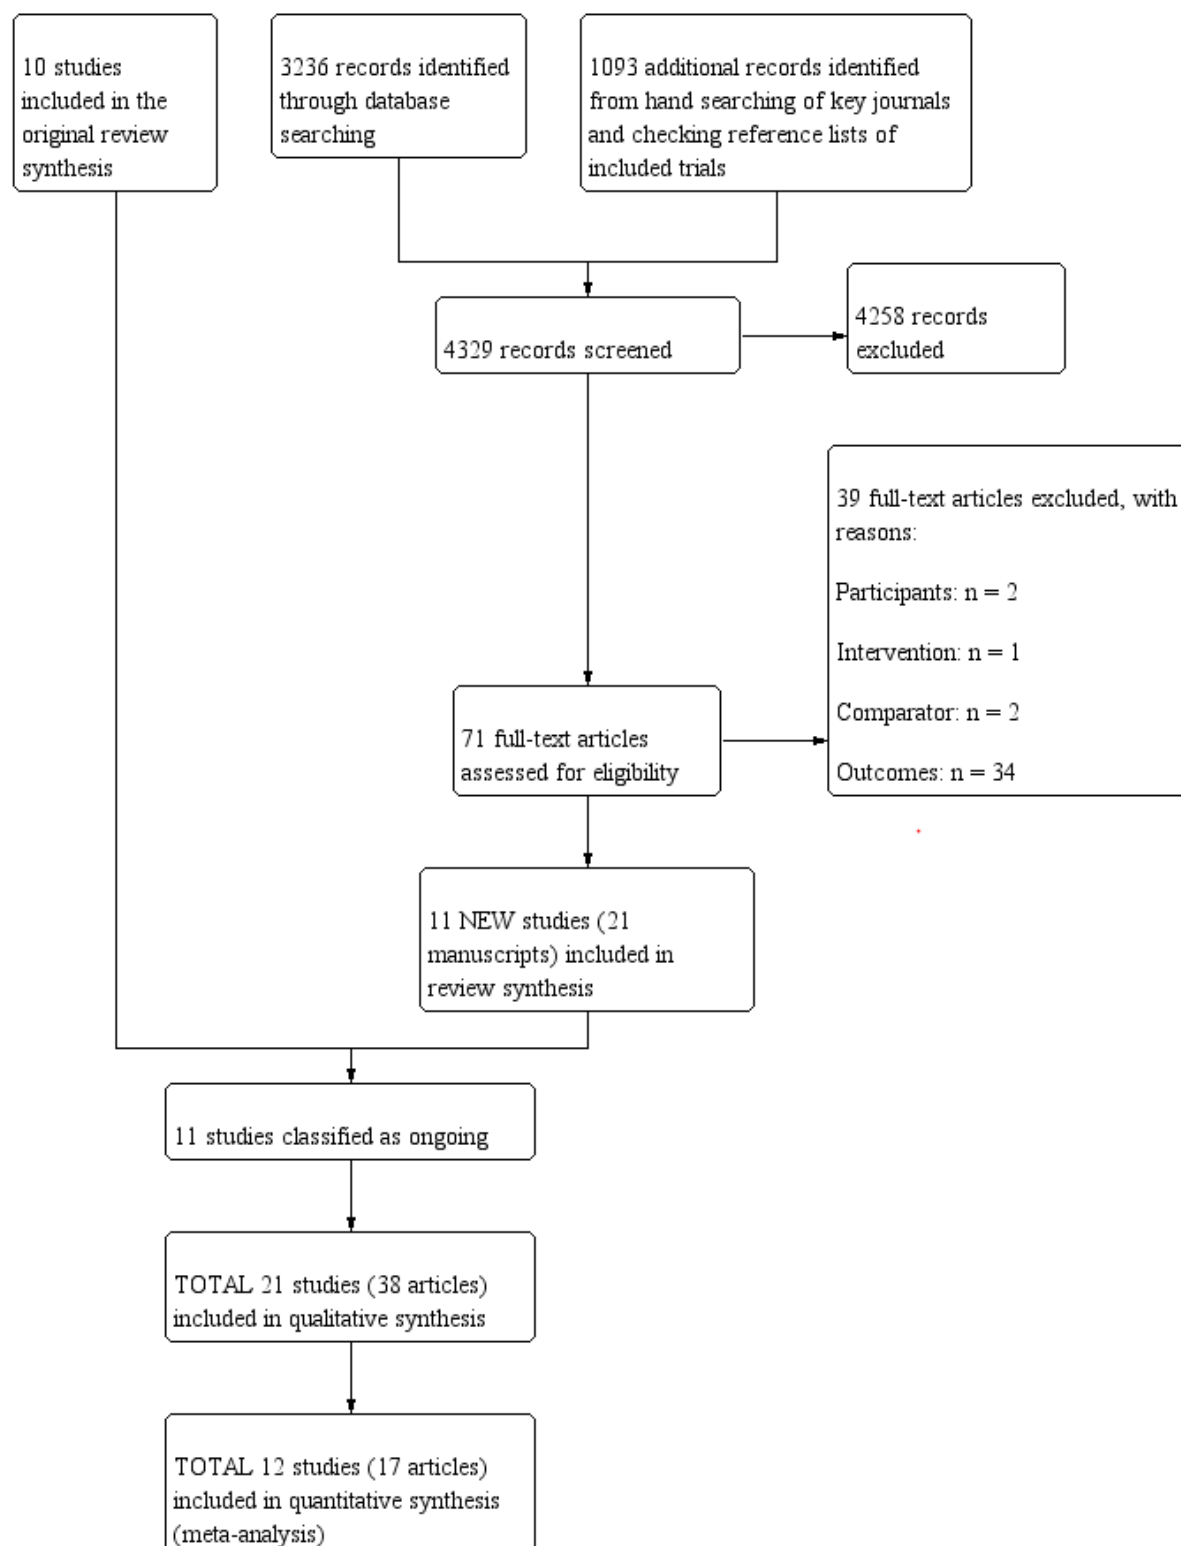 10 studies
included in the
original review
synthesis
3236 records identified
through database
searching
1093 additional records identified
from hand searching of key journals
and checking reference lists of
included trials
4329 records screened
4258 records
excluded
39 full-text articles excluded, with
reasons:
Participants: n = 2
Intervention: n = 1
Comparator: n = 2
Outcomes: n = 34
71 full-text articles
assessed for eligibility
11 NEW studies (21
manuscripts) included in
review synthesis
11 studies classified as ongoing
TOTAL 21 studies (38 articles)
included in qualitative synthesis
TOTAL 12 studies (17 articles)
included in quantitative synthesis
(meta-analysis)